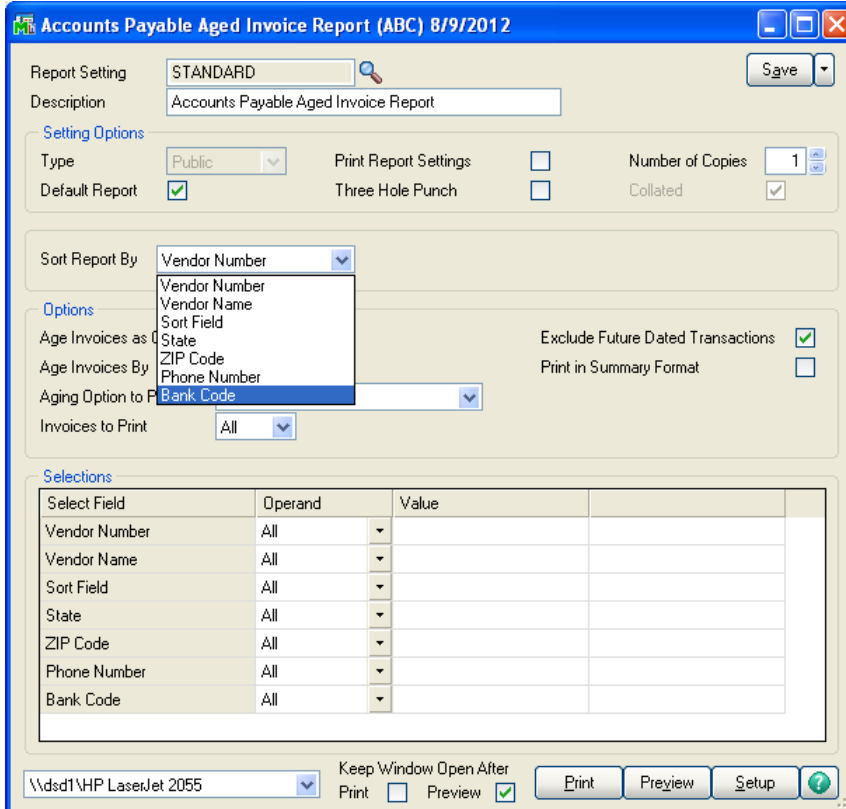 Accounts Payable Aged Invoice Report (ABC) 8/9/2012
Report Setting STANDARD Save
Description Accounts Payable Aged Invoice Report
Setting Options
Type Public Print Report Settings Number of Copies 1
Default Report Three Hole Punch Collated
Sort Report By Vendor Number
Vendor Number
Vendor Name
Sort Field
State
ZIP Code
Phone Number
Bank Code
Options
Age Invoices as Exclude Future Dated Transactions
Age Invoices By Print in Summary Format
Aging Option to
Invoices to Print All
Selections
Select Field Operand Value
Vendor Number All
Vendor Name All
Sort Field All
State All
ZIP Code All
Phone Number All
Bank Code All
\\dsd1\HP LaserJet 2055 Keep Window Open After
Print Preview Print Preview Setup